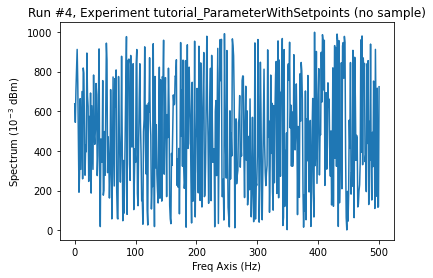 Run #4, Experiment tutorial_ParameterWithSetpoints (no sample)
1000
800
600
400
200
0
Spectrum (10⁻³ dBm)
0 100 200 300 400 500
Freq Axis (Hz)